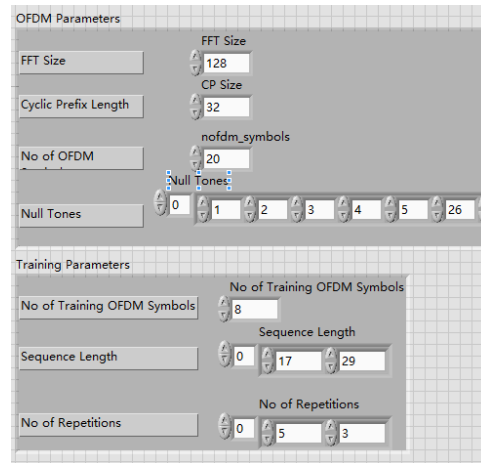 OFDM Parameters
FFT Size
FFT Size
128
CP Size
Cyclic Prefix Length
32
nofdm_symbols
No of OFDM
20
Null Tones
Null Tones
0 1 2 3 4 5 26
Training Parameters
No of Training OFDM Symbols
No of Training OFDM Symbols
8
Sequence Length
Sequence Length
0 17 29
No of Repetitions
No of Repetitions
0 5 3